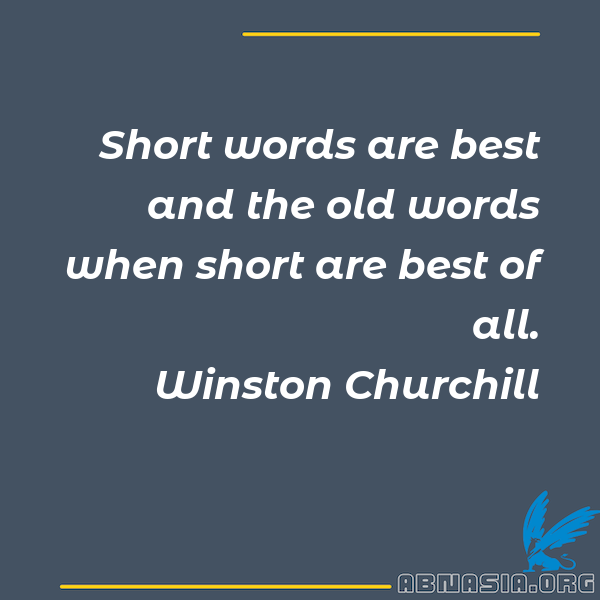 Short words are best
and the old words
when short are best of
all.
Winston Churchill
ABNASIA.ORG